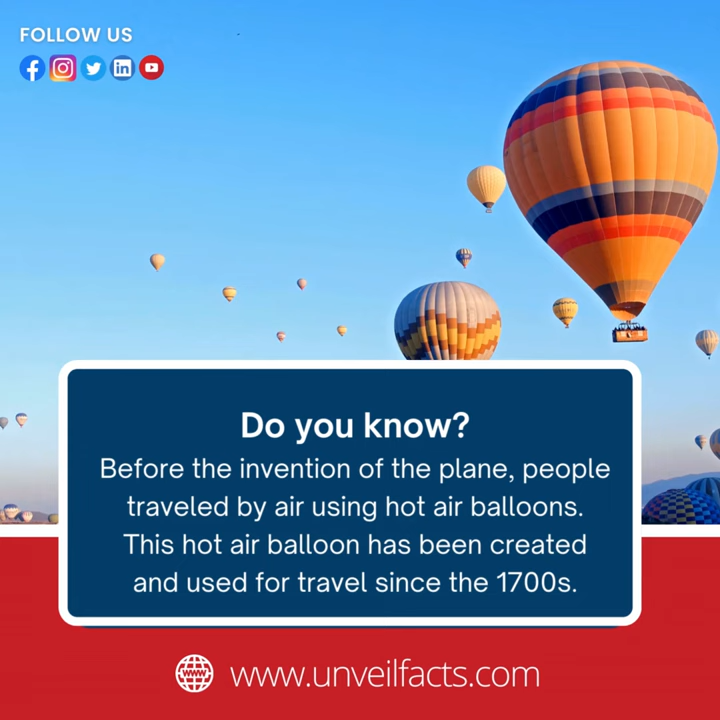 FOLLOW US
Do you know?
Before the invention of the plane, people
traveled by air using hot air balloons.
This hot air balloon has been created
and used for travel since the 1700s.
www.unveilfacts.com